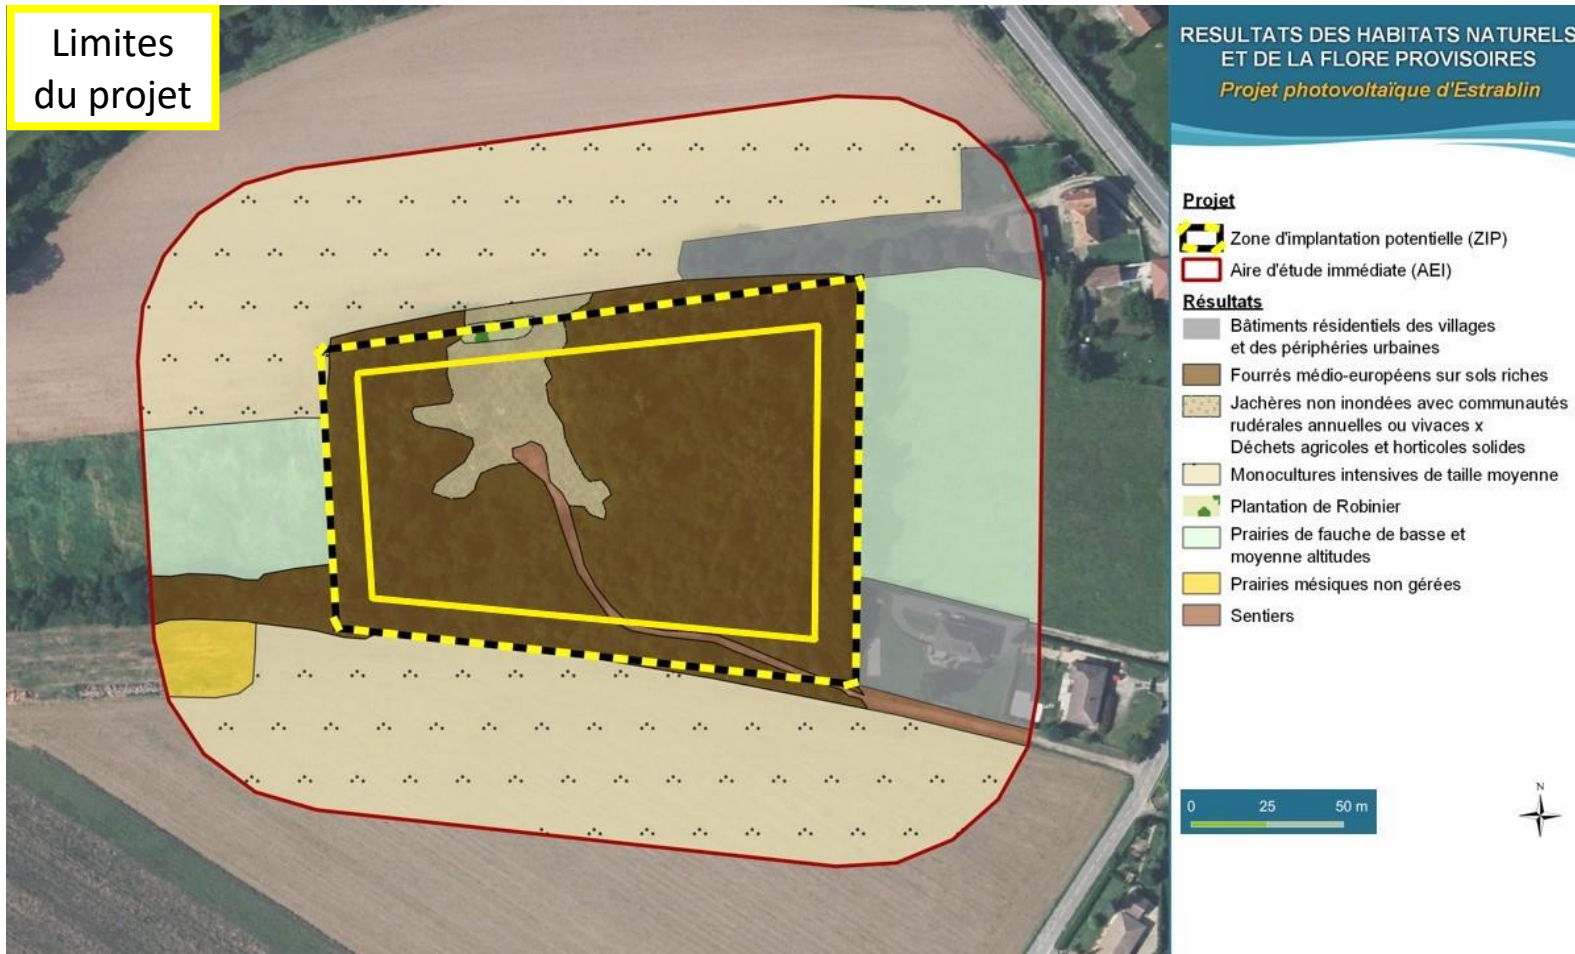 Limites
du projet
RESULTATS DES HABITATS NATURELS
ET DE LA FLORE PROVISOIRES
Projet photovoltaïque d'Estrablin
Projet
Zone d'implantation potentielle (ZIP)
Aire d'étude immédiate (AEI)
Résultats
Bâtiments résidentiels des villages
et des périphéries urbaines
Fourrés médio-européens sur sols riches
Jachères non inondées avec communautés
rudérales annuelles ou vivaces x
Déchets agricoles et horticoles solides
Monocultures intensives de taille moyenne
Plantation de Robinier
Prairies de fauche de basse et
moyenne altitudes
Prairies mésiques non gérées
Sentiers
0 25 50 m
N